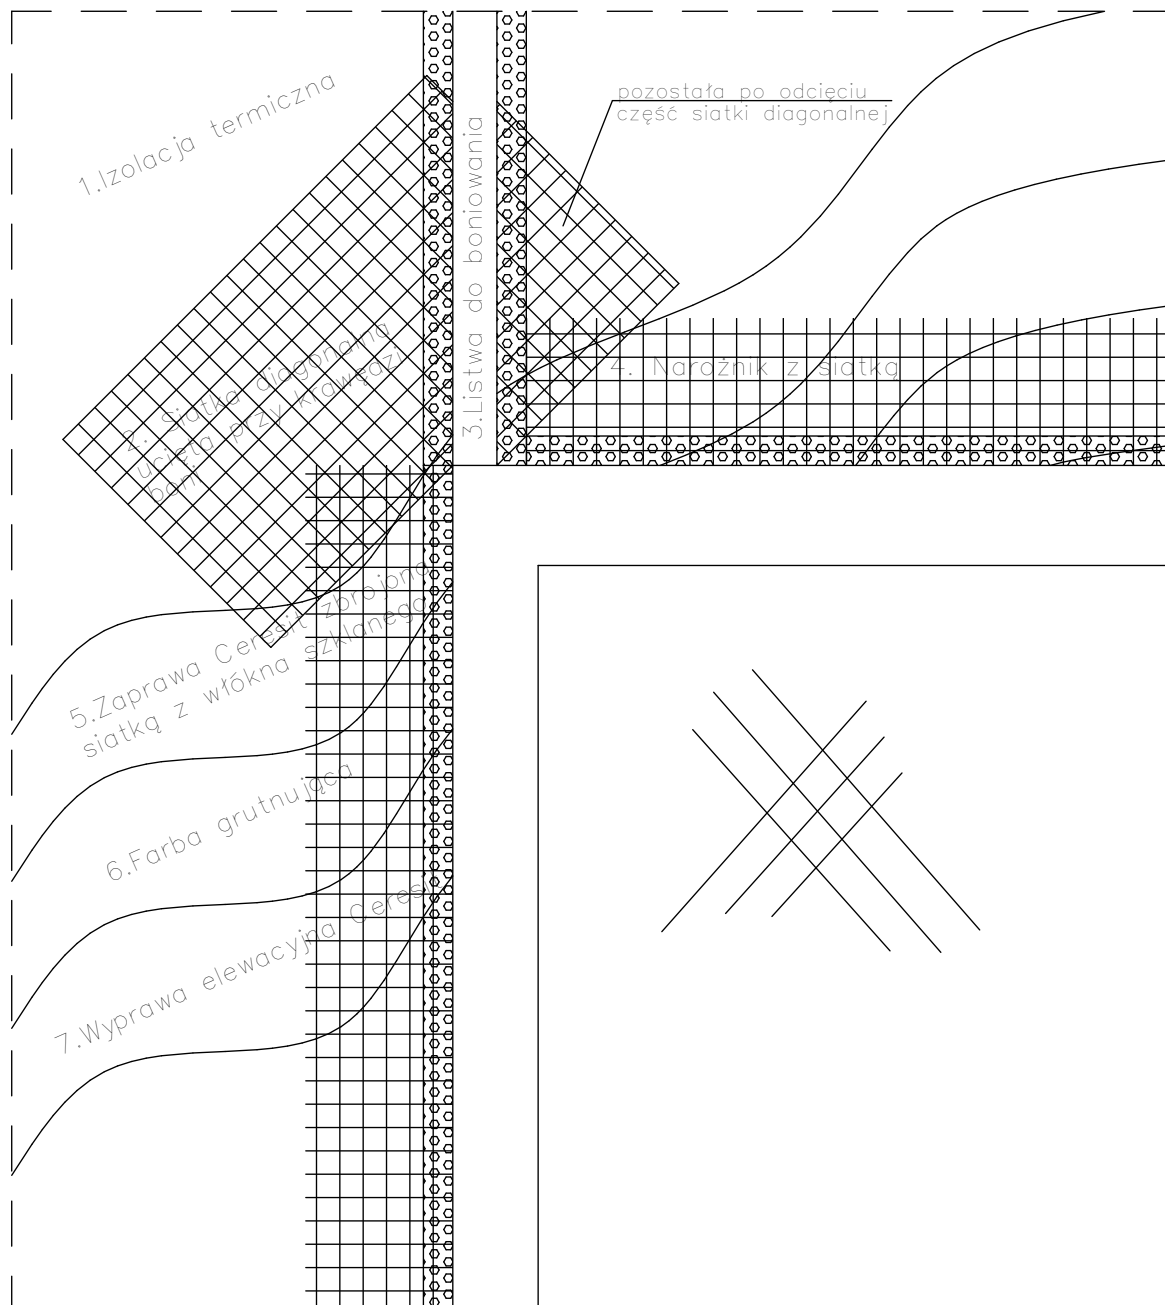 1.Izolacja termiczna
pozostała po odcięciu
część siatki diagonalnej
2. Siatka diagonalna
ucięta przy krawędzi
boni
3.Listwa do boniowania
4. Narożnik z siatką
5.Zaprawa Ceresit zbrojona
siatką z włókna szklanego
6.Farba grutnująca
7.Wyprawa elewacyjna Ceresit